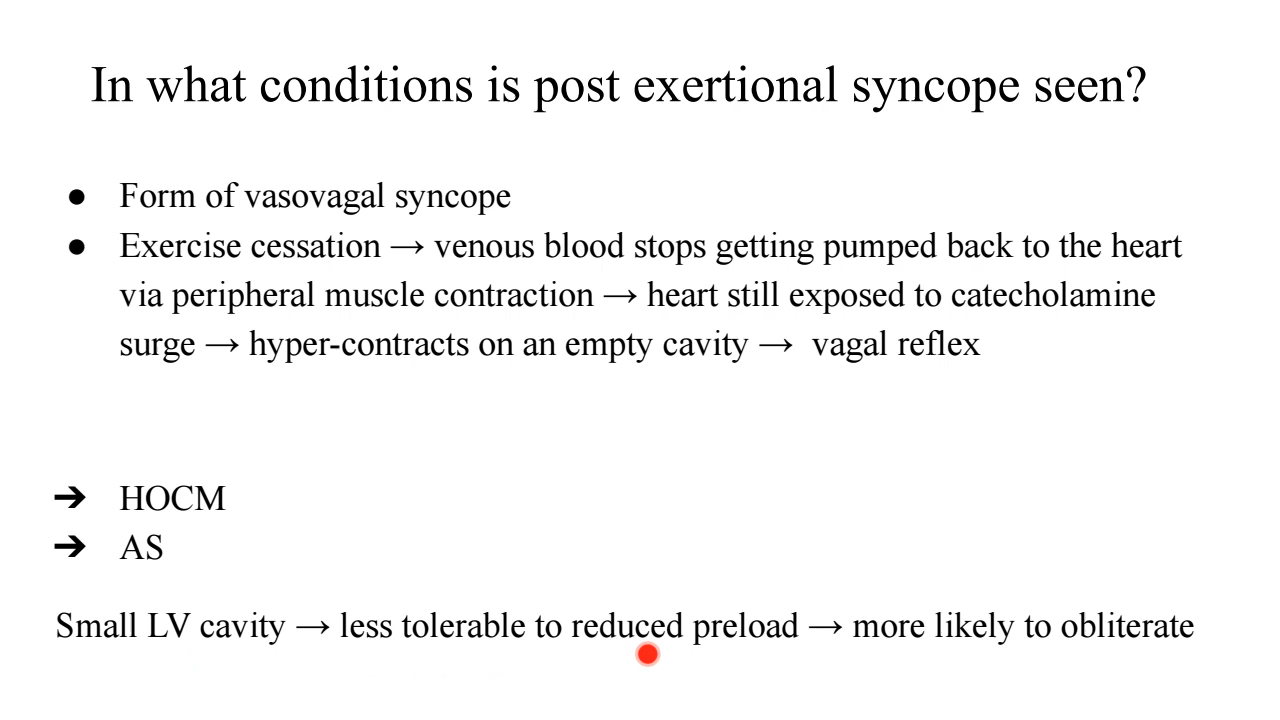 In what conditions is post exertional syncope seen?
● Form of vasovagal syncope
● Exercise cessation → venous blood stops getting pumped back to the heart
via peripheral muscle contraction → heart still exposed to catecholamine
surge → hyper-contracts on an empty cavity → vagal reflex
➔ HOCM
➔ AS
Small LV cavity → less tolerable to reduced preload → more likely to obliterate